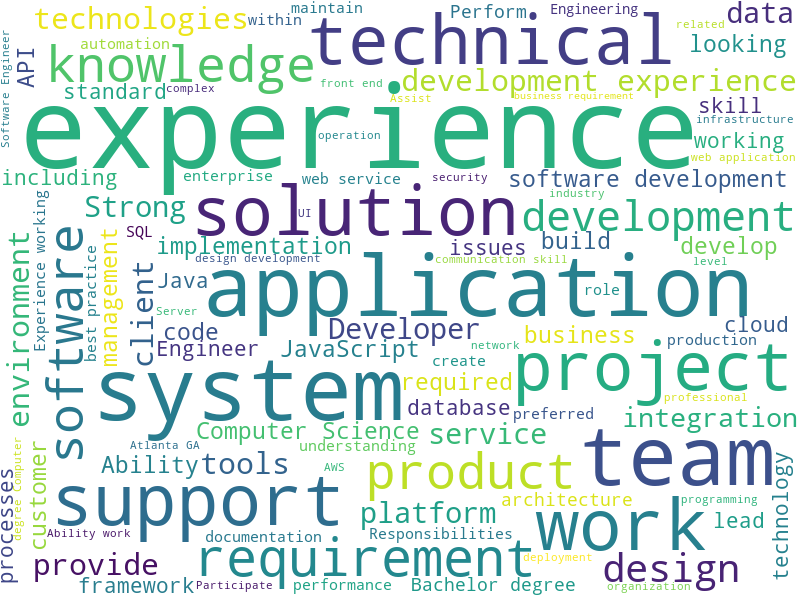 technologies
within
maintain
Perform
Engineering
related
data
automation
API
knowledge
technical
looking
Software Engineer
standard
complex
front end
development experience
Assist
business requirement
skill
infrastructure
experience
operation
working
web application
including
enterprise
web service
security
software development
industry
Strong
solution
UI
development
Experience working
SQL
implementation
design development
issues
build
develop
communication skill
level
environment
software
best practice
management
client
Java
application
role
Server
code
Developer
business
cloud
Engineer
JavaScript
network
production
create
project
system
required
professional
database
preferred
integration
Computer Science
service
Atlanta GA
understanding
team
degree Computer
customer
Ability
tools
AWS
product
technology
processes
support
architecture
programming
platform
work
lead
Ability work
documentation
Responsibilities
provide
requirement
deployment
design
framework
Participate
performance
Bachelor degree
organization